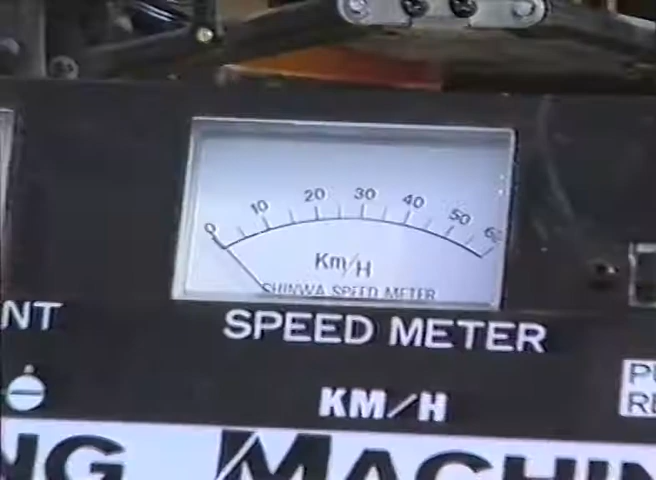 0 10 20 30 40 50 60
Km/H
SHINWA SPEED METER
NT
SPEED METER
KM/H
NG MACHIN